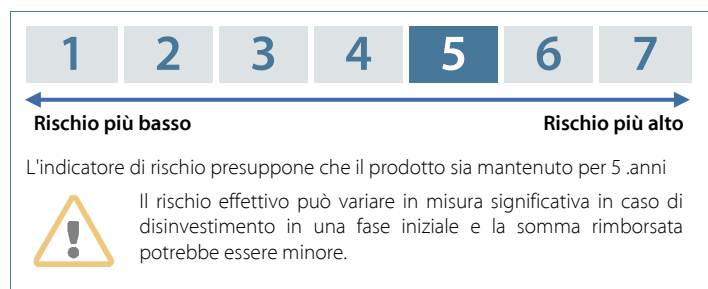 1 2 3 4 5 6 7
Rischio più basso Rischio più alto
L'indicatore di rischio presuppone che il prodotto sia mantenuto per 5 .anni
Il rischio effettivo può variare in misura significativa in caso di
disinvestimento in una fase iniziale e la somma rimborsata
potrebbe essere minore.